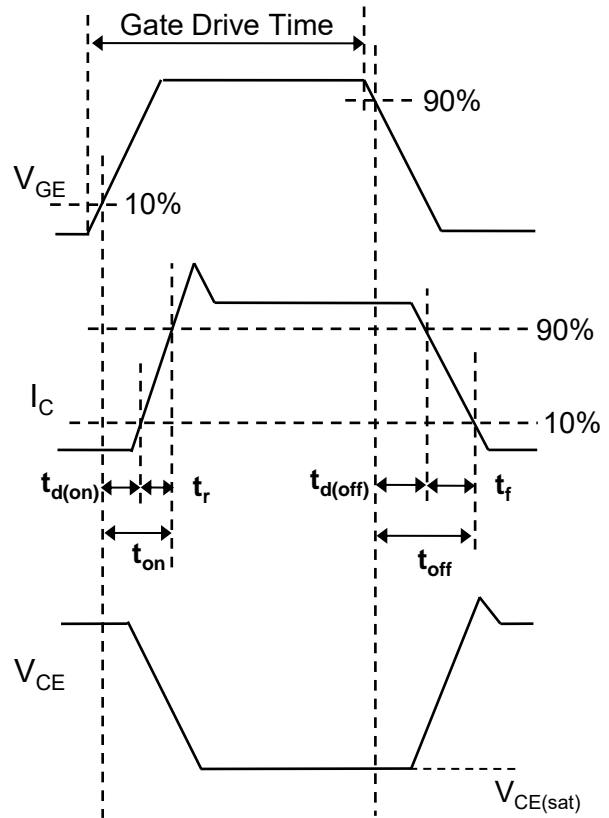 Gate Drive Time
90%
V_GE
10%
90%
I_C
10%
t_d(on)
t_r
t_d(off)
t_f
t_on
t_off
V_CE
V_CE(sat)